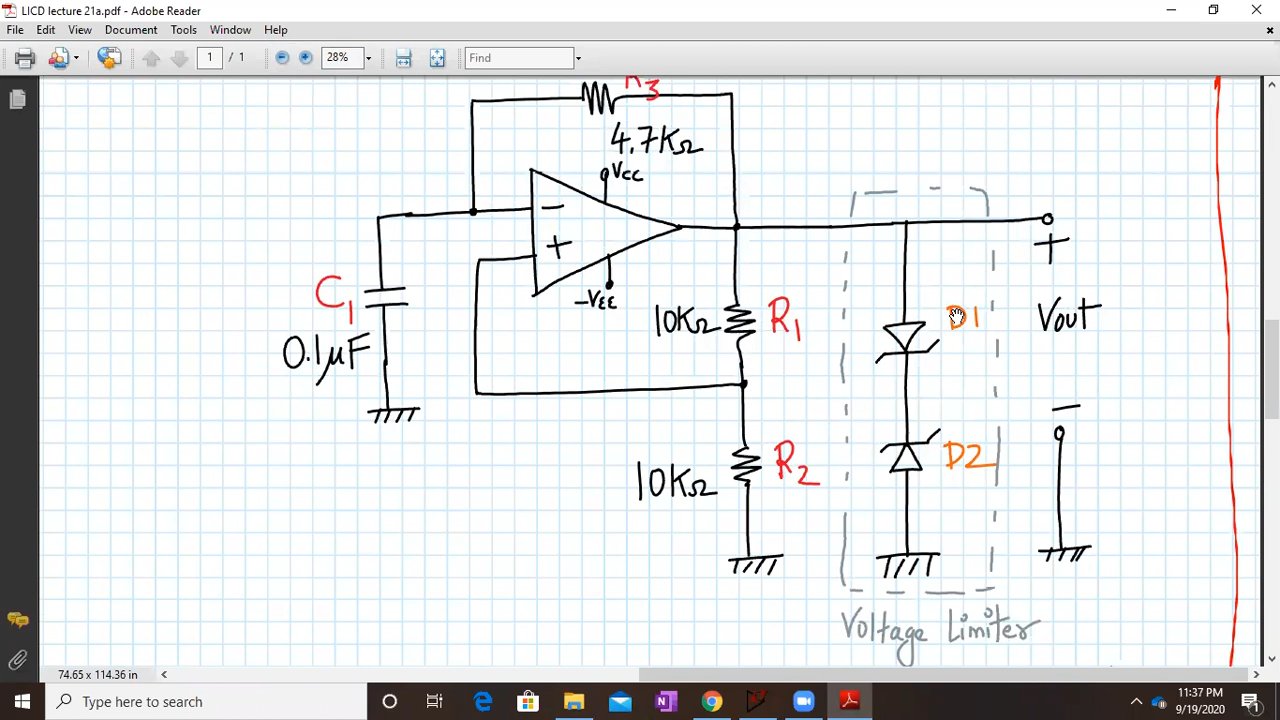 LICD lecture 21a.pdf - Adobe Reader
File Edit View Document Tools Window Help
1 / 1 28% Find
R3
4.7KΩ
Vcc
−
+
-VEE
C1
0.1μF
10KΩ R1
10KΩ R2
D1
D2
+
Vout
−
Voltage Limiter
74.65 x 114.36 in
Type here to search
11:37 PM
9/19/2020
1